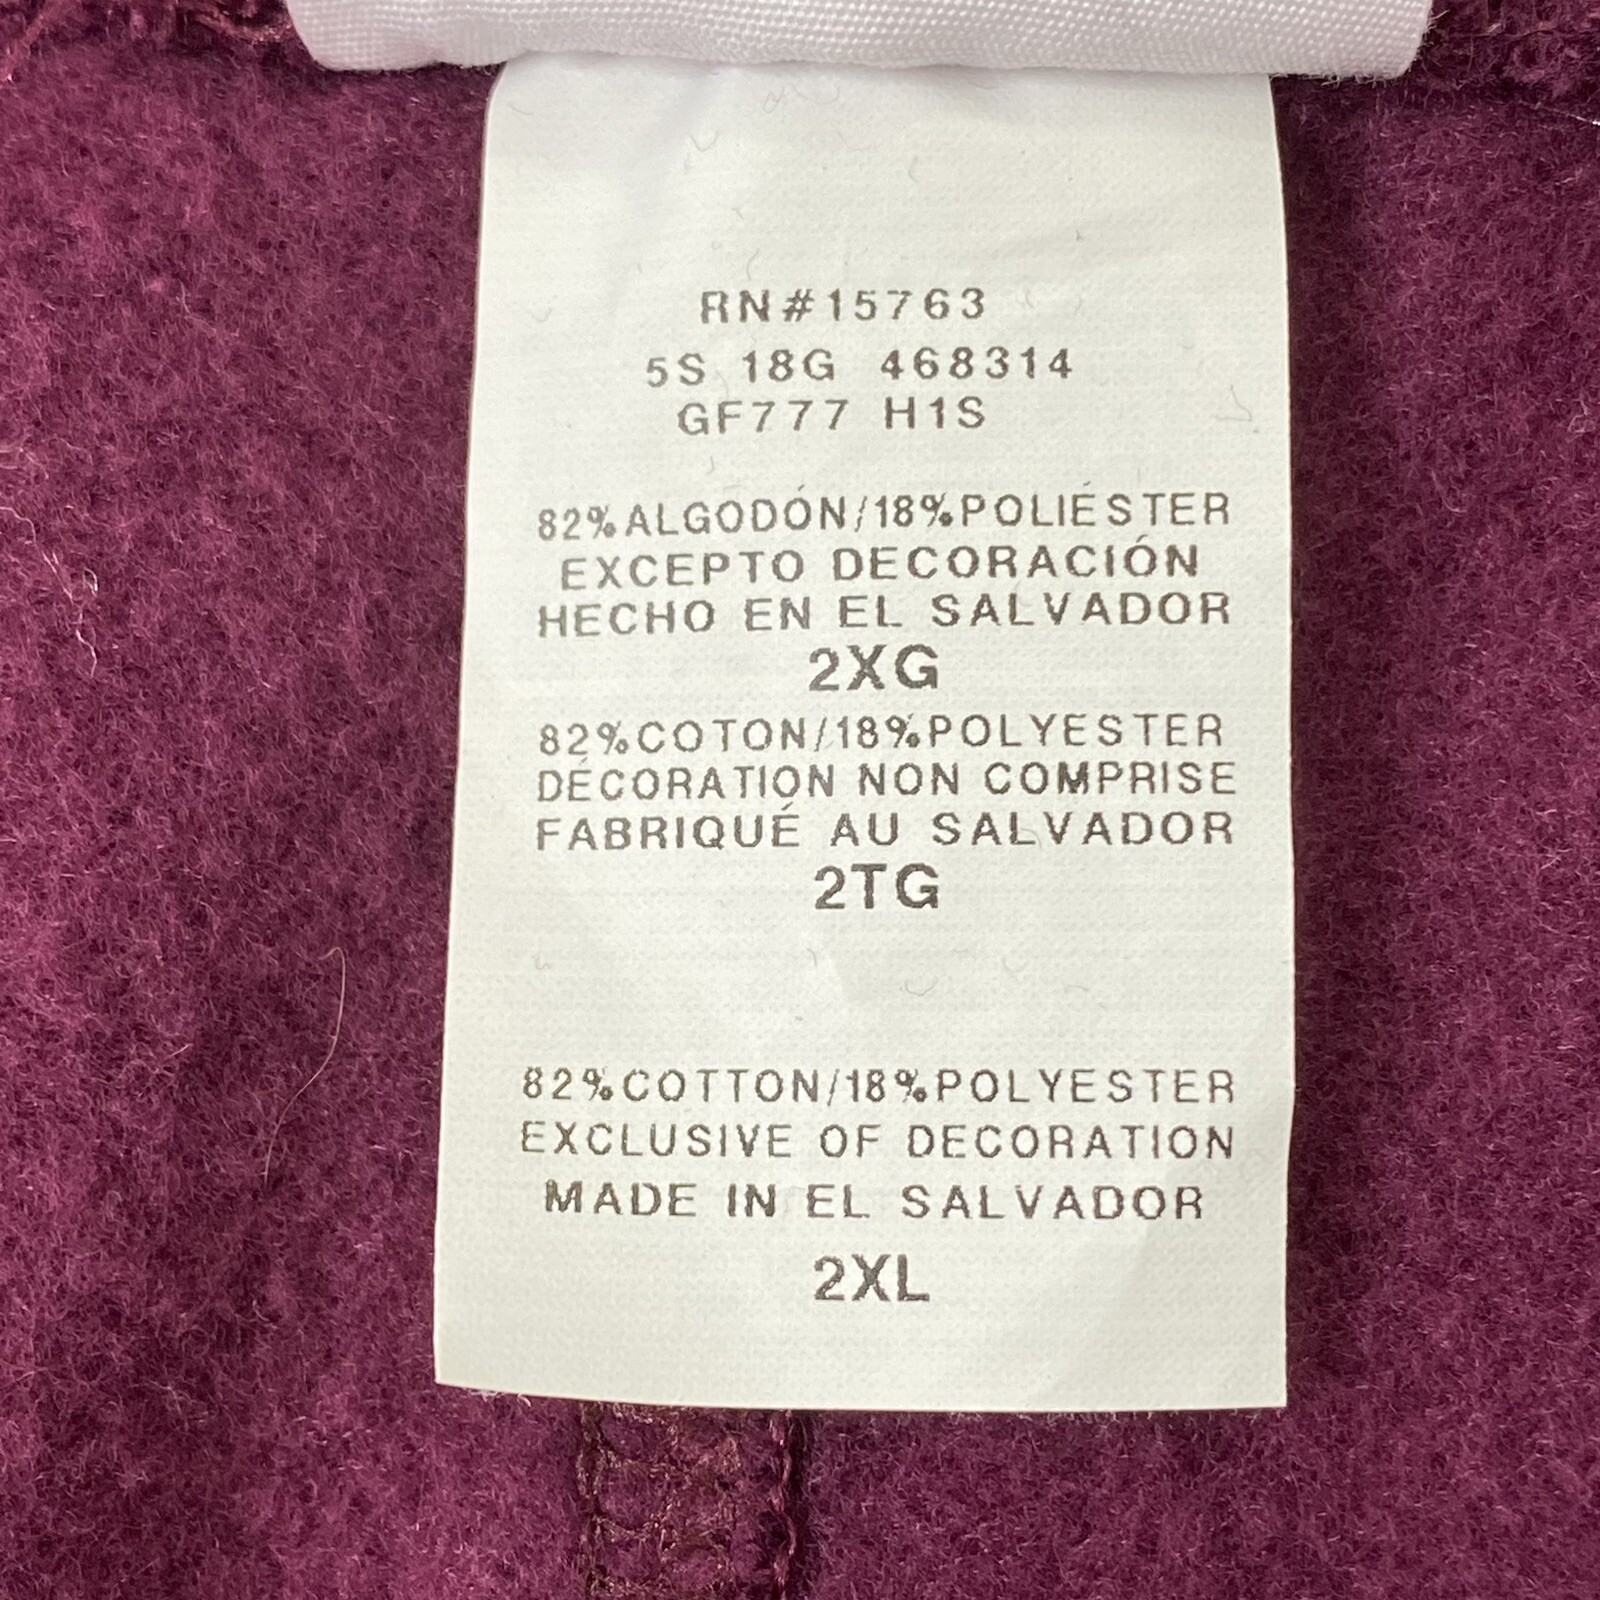 RN#15763
5S 18G 468314
GF777 H1S
82%ALGODÓN/18%POLIÉSTER
EXCEPTO DECORACIÓN
HECHO EN EL SALVADOR
2XG
82%COTON/18%POLYESTER
DÉCORATION NON COMPRISE
FABRIQUÉ AU SALVADOR
2TG
82%COTTON/18%POLYESTER
EXCLUSIVE OF DECORATION
MADE IN EL SALVADOR
2XL